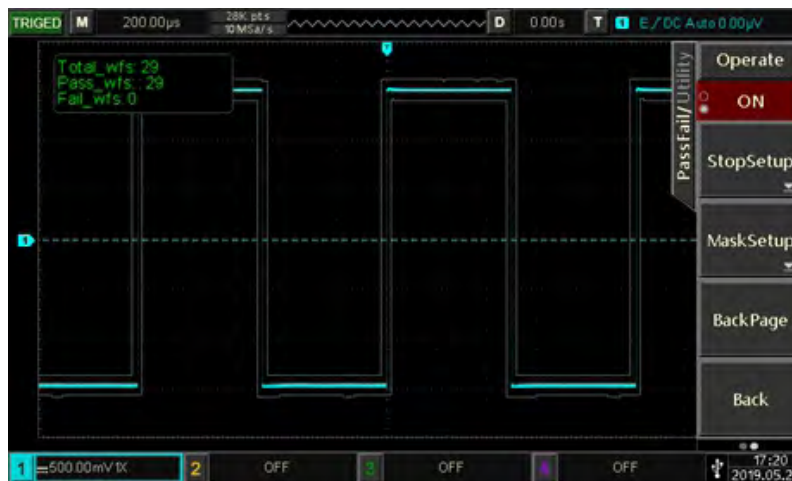 TRIGED M 200.00μs 28K pts D 0.00s T 1 E / DC Auto 0.00μV
10MSa/s
Total_wfs: 29
Pass_wfs: 29
Fail_wfs: 0
PassFail/Utility
Operate
ON
StopSetup
MaskSetup
BackPage
Back
1
1 500.00mV 1X 2 OFF 3 OFF 4 OFF 17:20
2019.05.2